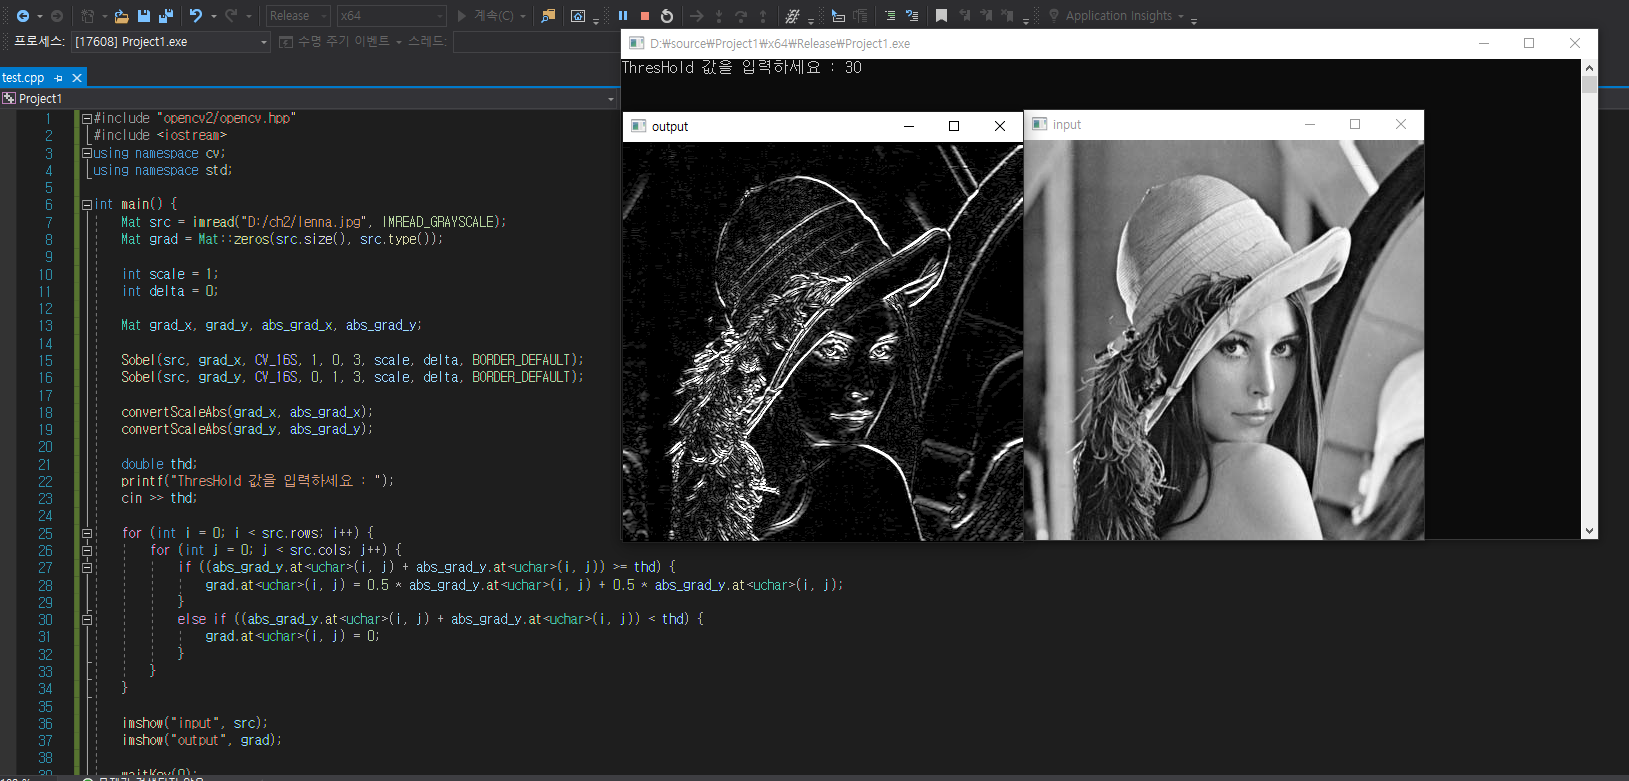 Release x64 계속(C) Application Insights
프로세스: [17608] Project1.exe 수명 주기 이벤트 스레드:
D:\source\Project1\x64\Release\Project1.exe
ThresHold 값을 입력하세요 : 30
output
input
test.cpp
Project1
1 #include "opencv2/opencv.hpp"
2 #include <iostream>
3 using namespace cv;
4 using namespace std;
5
6 int main() {
7 Mat src = imread("D:/ch2/lenna.jpg", IMREAD_GRAYSCALE);
8 Mat grad = Mat::zeros(src.size(), src.type());
9
10 int scale = 1;
11 int delta = 0;
12
13 Mat grad_x, grad_y, abs_grad_x, abs_grad_y;
14
15 Sobel(src, grad_x, CV_16S, 1, 0, 3, scale, delta, BORDER_DEFAULT);
16 Sobel(src, grad_y, CV_16S, 0, 1, 3, scale, delta, BORDER_DEFAULT);
17
18 convertScaleAbs(grad_x, abs_grad_x);
19 convertScaleAbs(grad_y, abs_grad_y);
20
21 double thd;
22 printf("ThresHold 값을 입력하세요 : ");
23 cin >> thd;
24
25 for (int i = 0; i < src.rows; i++) {
26 for (int j = 0; j < src.cols; j++) {
27 if ((abs_grad_y.at<uchar>(i, j) + abs_grad_y.at<uchar>(i, j)) >= thd) {
28 grad.at<uchar>(i, j) = 0.5 * abs_grad_y.at<uchar>(i, j) + 0.5 * abs_grad_y.at<uchar>(i, j);
29 }
30 else if ((abs_grad_y.at<uchar>(i, j) + abs_grad_y.at<uchar>(i, j)) < thd) {
31 grad.at<uchar>(i, j) = 0;
32 }
33 }
34 }
35
36 imshow("input", src);
37 imshow("output", grad);
38
39 waitKey(0);